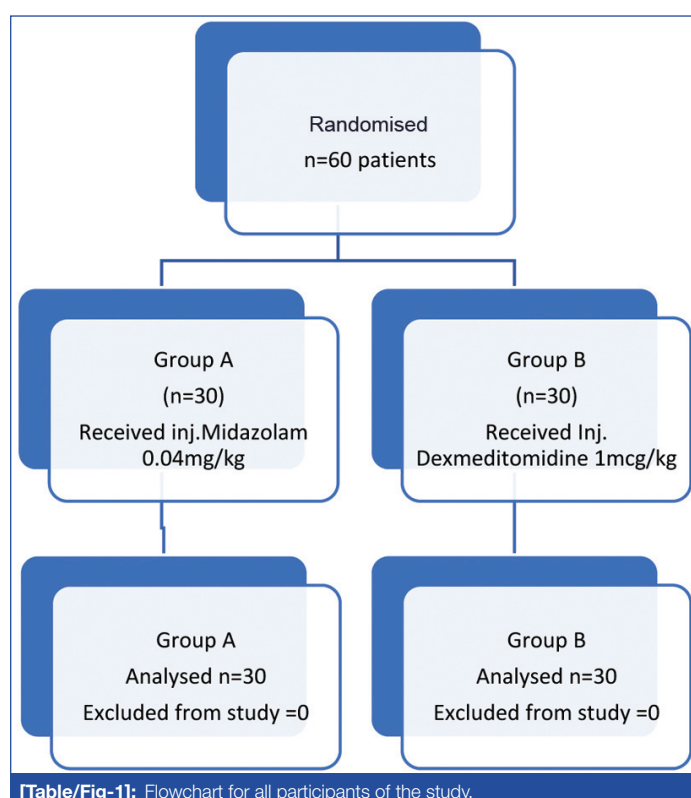 Randomised
n=60 patients
Group A
(n=30)
Received inj.Midazolam
0.04mg/kg
Group B
(n=30)
Received Inj.
Dexmeditomidine 1mcg/kg
Group A
Analysed n=30
Excluded from study =0
Group B
Analysed n=30
Excluded from study =0
[Table/Fig-1]: Flowchart for all participants of the study.